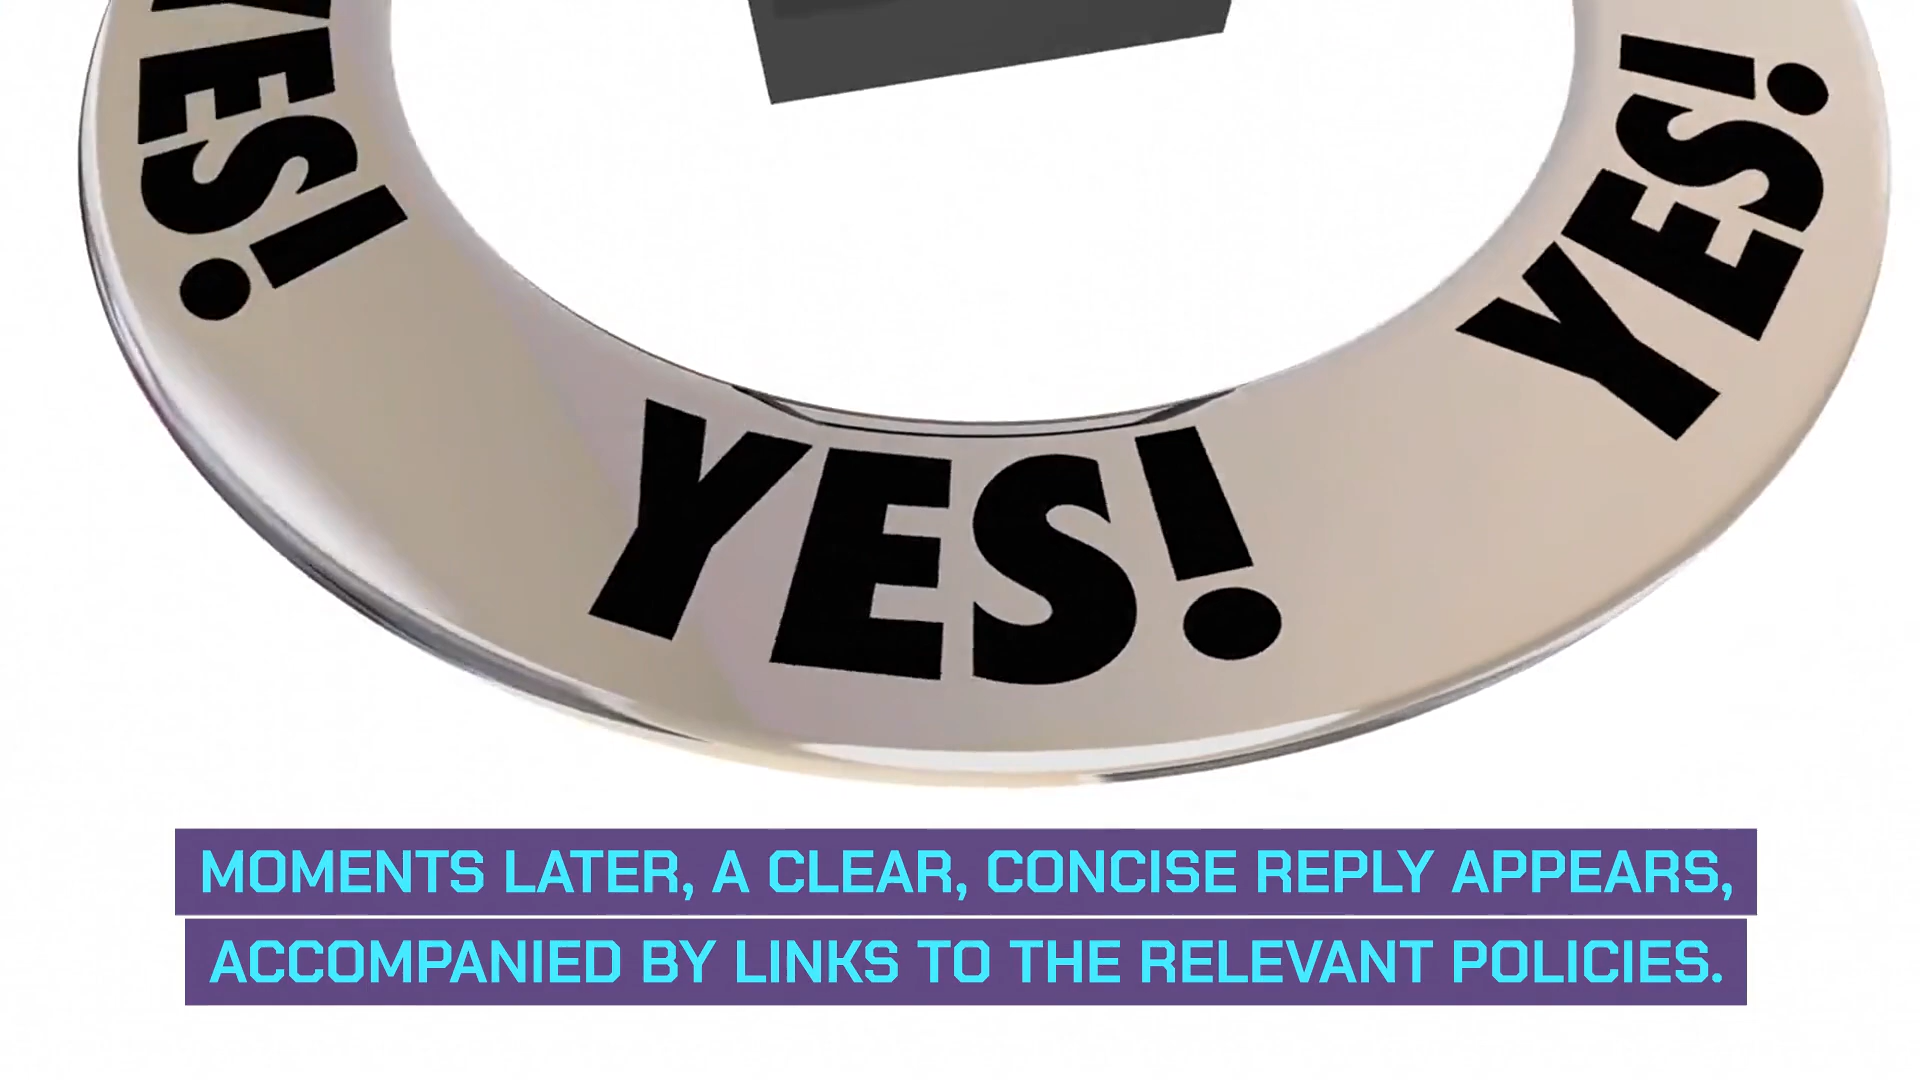 YES!
YES!
YES!
MOMENTS LATER, A CLEAR, CONCISE REPLY APPEARS,
ACCOMPANIED BY LINKS TO THE RELEVANT POLICIES.